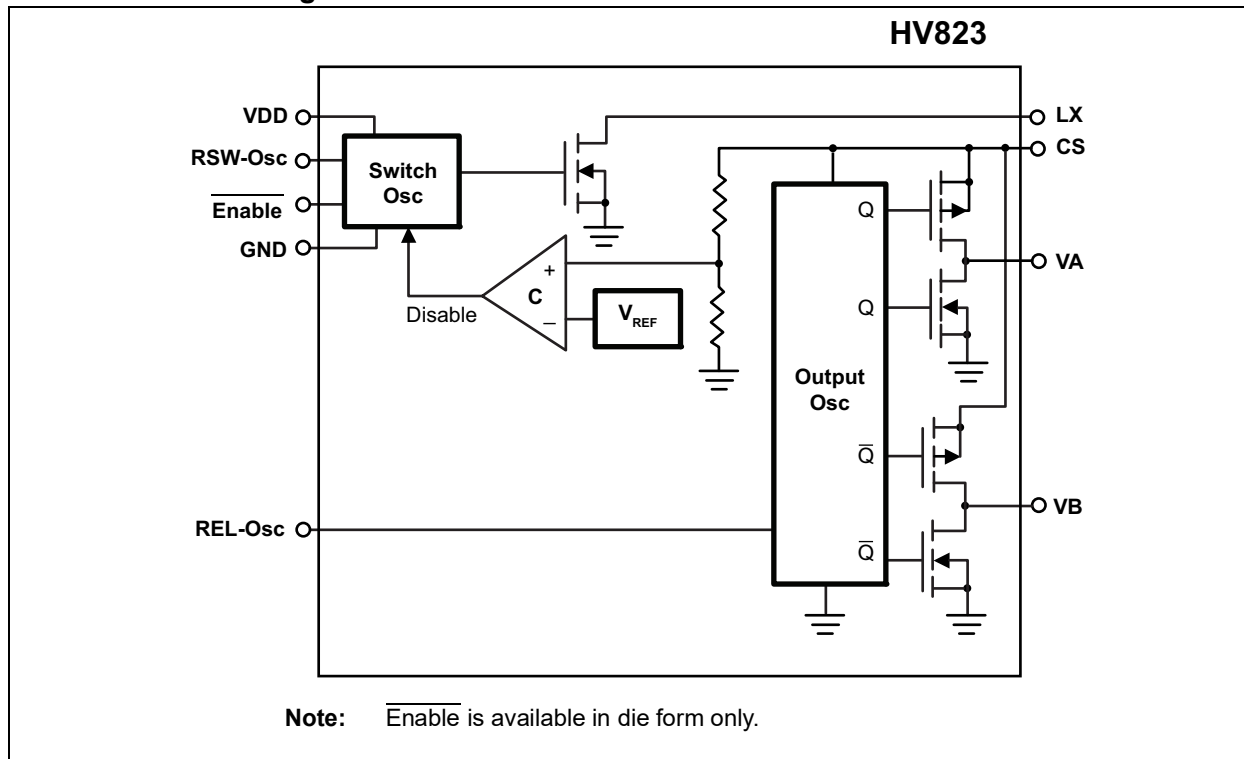 HV823
VDD
LX
RSW-Osc
CS
Switch
Osc
Enable
GND
Q
VA
+
C
–
Disable
VREF
Q
Output
Osc
Q
VB
REL-Osc
Q
Note: Enable is available in die form only.